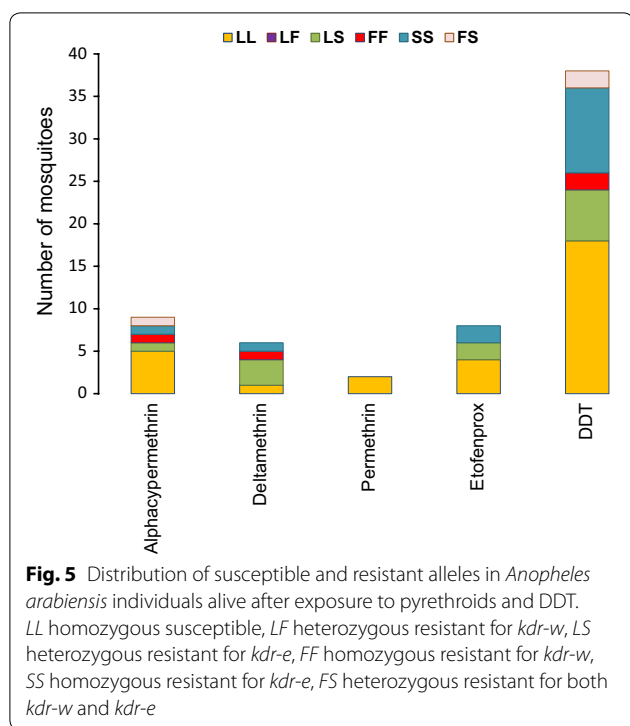 LL LF LS FF SS FS
40
35
30
25
20
15
10
5
0
Number of mosquitoes
Alphacypermethrin
Deltamethrin
Permethrin
Etofenprox
DDT
Fig. 5 Distribution of susceptible and resistant alleles in Anopheles
arabiensis individuals alive after exposure to pyrethroids and DDT.
LL homozygous susceptible, LF heterozygous resistant for kdr-w, LS
heterozygous resistant for kdr-e, FF homozygous resistant for kdr-w,
SS homozygous resistant for kdr-e, FS heterozygous resistant for both
kdr-w and kdr-e